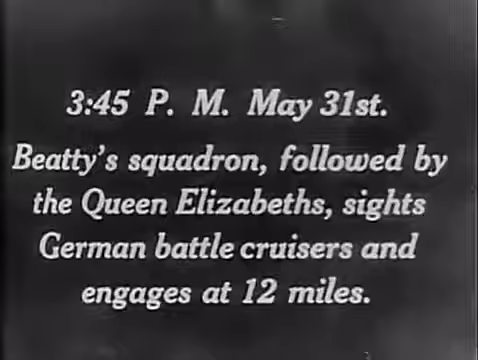 3:45 P. M. May 31st.
Beatty's squadron, followed by
the Queen Elizabeths, sights
German battle cruisers and
engages at 12 miles.